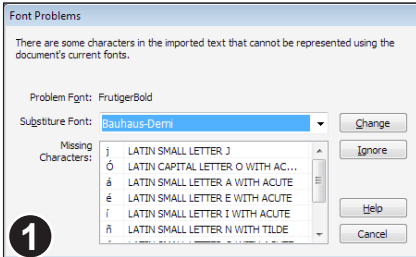 Font Problems
There are some characters in the imported text that cannot be represented using the
document's current fonts.
Problem Font: FrutigerBold
Substiture Font: Bauhaus-Demi
Change
Missing
Characters:
j LATIN SMALL LETTER J
Ignore
Ó LATIN CAPITAL LETTER O WITH AC...
á LATIN SMALL LETTER A WITH ACUTE
é LATIN SMALL LETTER E WITH ACUTE
í LATIN SMALL LETTER I WITH ACUTE
Help
ñ LATIN SMALL LETTER N WITH TILDE
Cancel
1